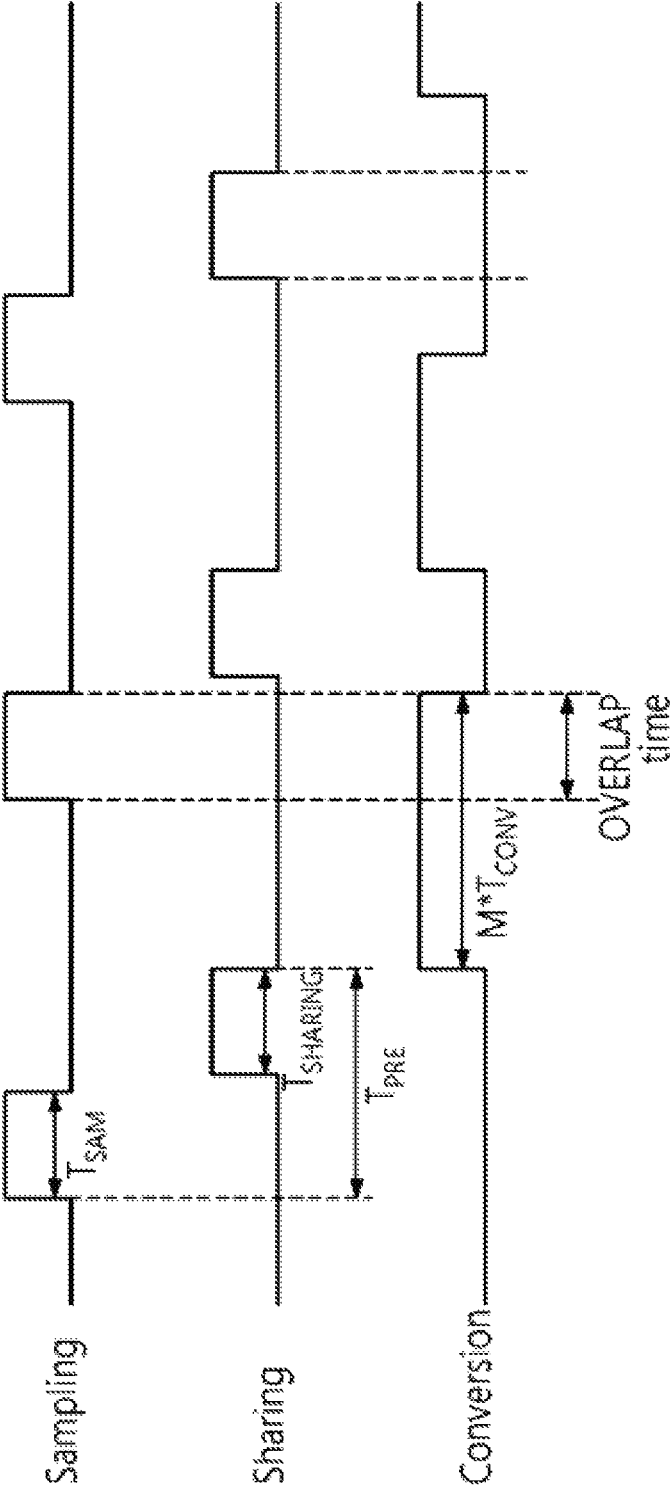 Sampling
T_SAM
Sharing
T_SHARING
T_PRE
Conversion
M*T_CONV
OVERLAP
time